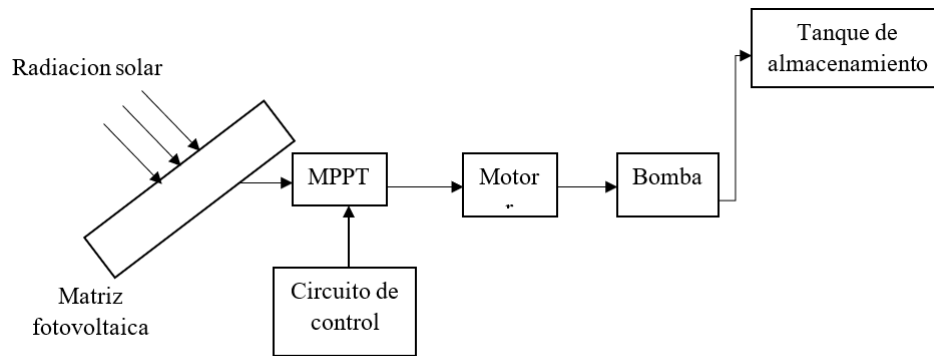 Tanque de
almacenamiento
Radiacion solar
MPPT
Motor
r
Bomba
Circuito de
control
Matriz
fotovoltaica